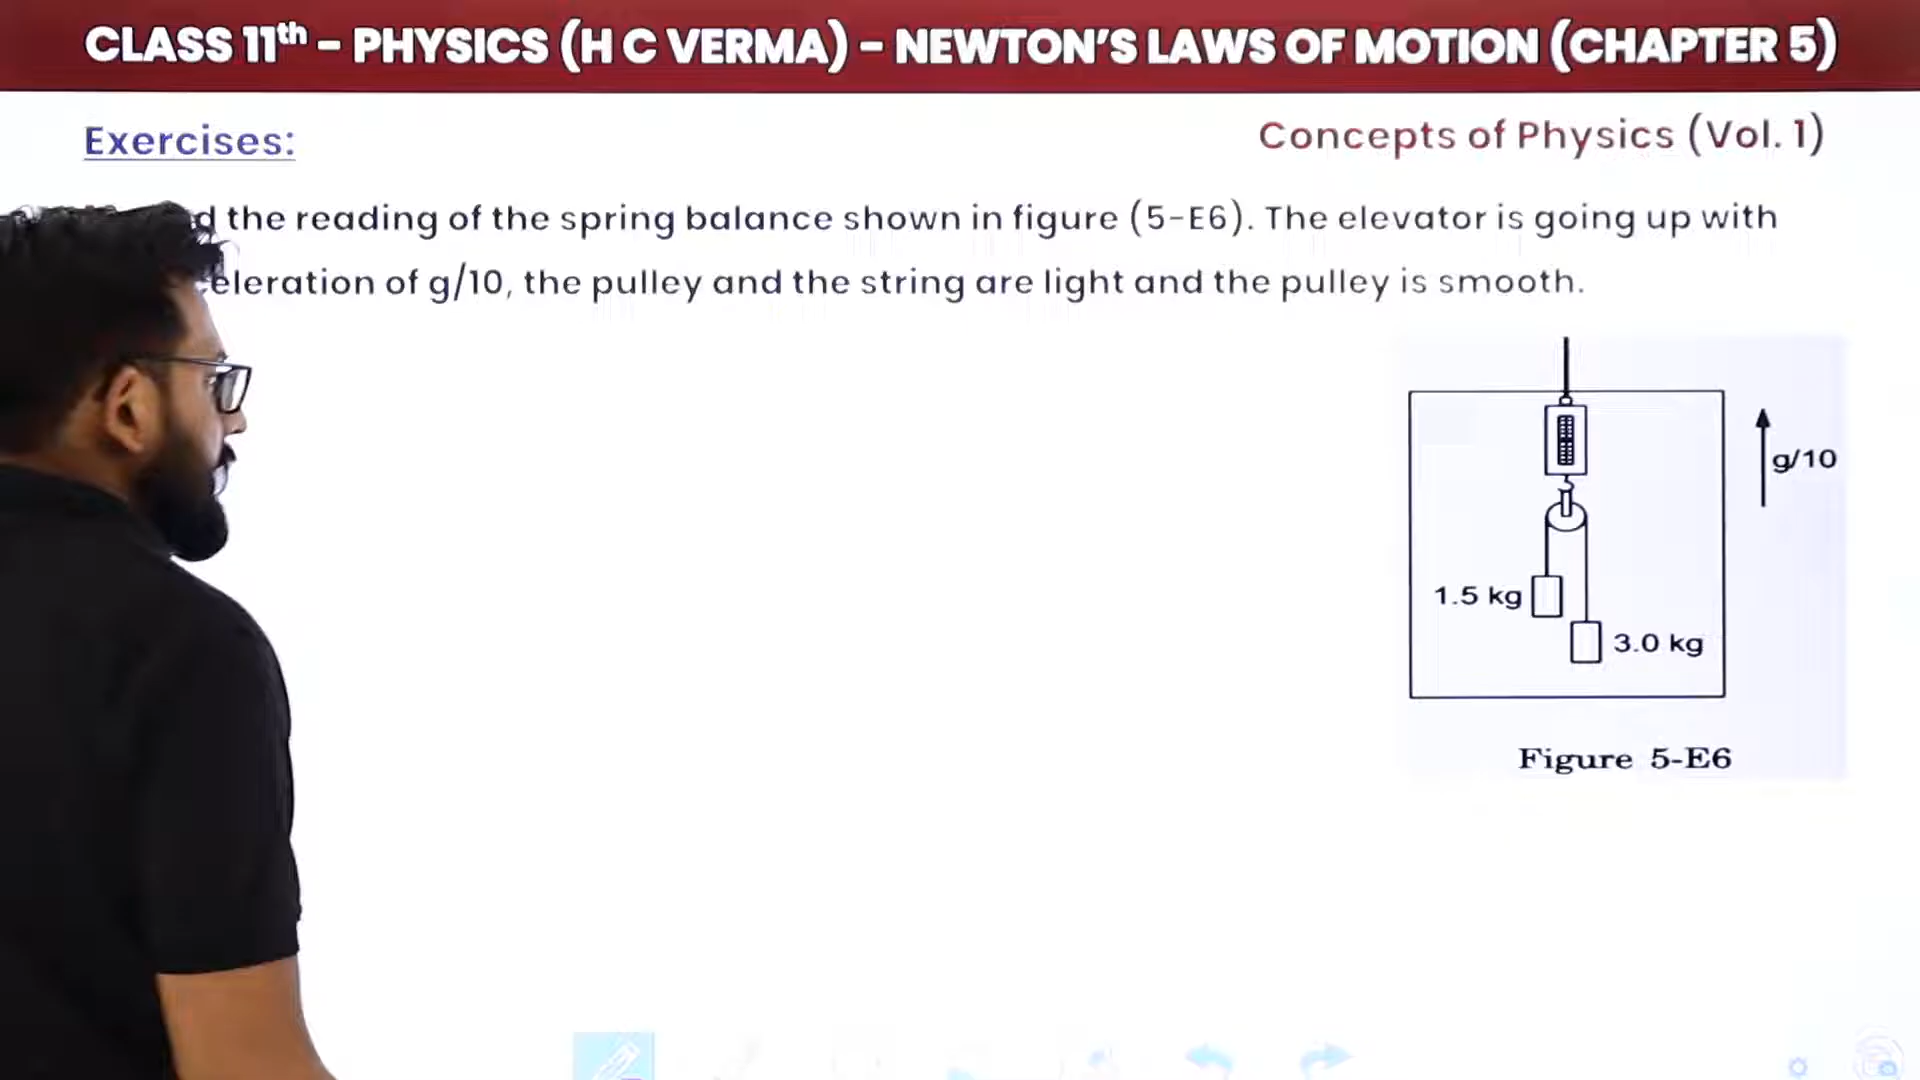 CLASS 11th - PHYSICS (H C VERMA) - NEWTON'S LAWS OF MOTION (CHAPTER 5)
Exercises:
Concepts of Physics (Vol. 1)
the reading of the spring balance shown in figure (5-E6). The elevator is going up with
of g/10, the pulley and the string are light and the pulley is smooth.
g/10
1.5 kg
3.0 kg
Figure 5-E6